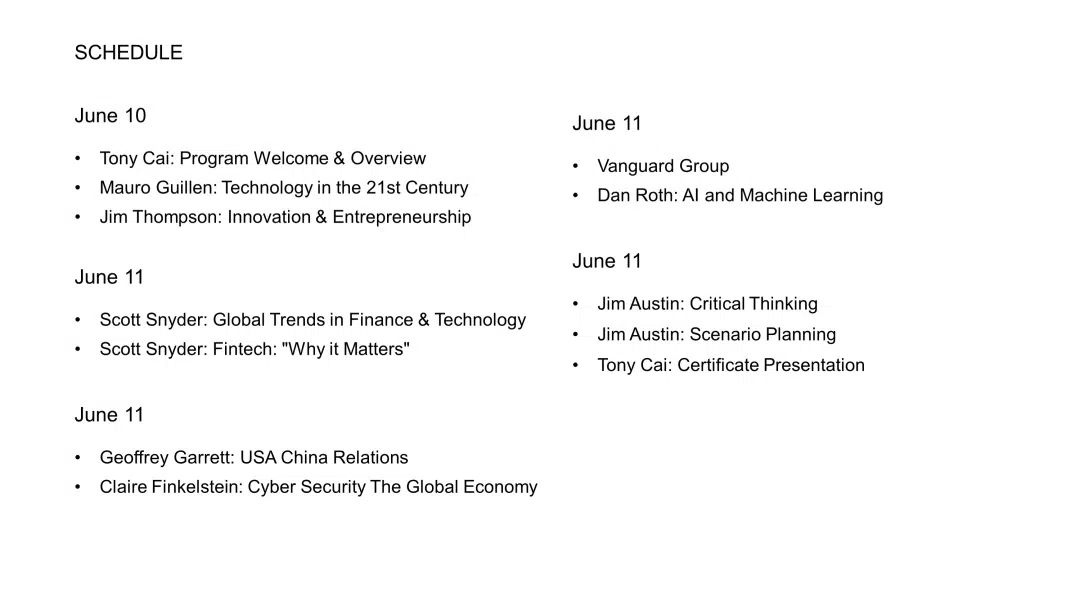 SCHEDULE
June 10
• Tony Cai: Program Welcome & Overview
• Mauro Guillen: Technology in the 21st Century
• Jim Thompson: Innovation & Entrepreneurship
June 11
• Scott Snyder: Global Trends in Finance & Technology
• Scott Snyder: Fintech: "Why it Matters"
June 11
• Geoffrey Garrett: USA China Relations
• Claire Finkelstein: Cyber Security The Global Economy
June 11
• Vanguard Group
• Dan Roth: AI and Machine Learning
June 11
• Jim Austin: Critical Thinking
• Jim Austin: Scenario Planning
• Tony Cai: Certificate Presentation